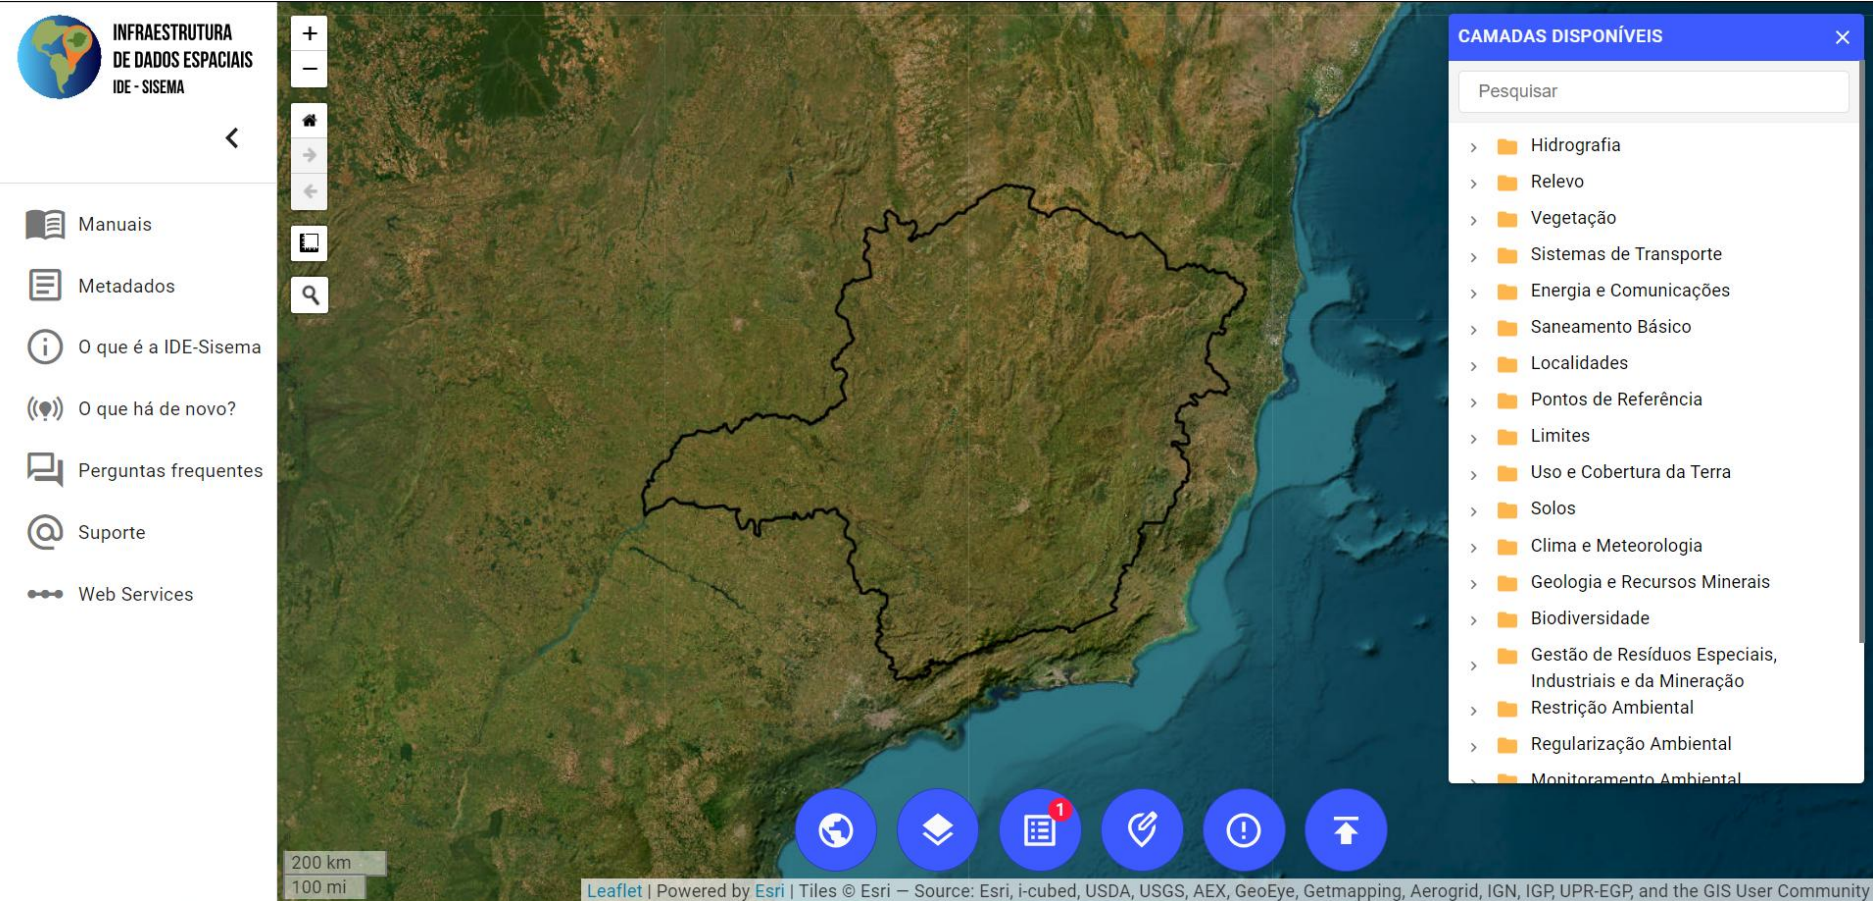 INFRAESTRUTURA
DE DADOS ESPACIAIS
IDE - SISEMA
Manuais
Metadados
O que é a IDE-Sisema
O que há de novo?
Perguntas frequentes
Suporte
Web Services
+
−
200 km
100 mi
1
CAMADAS DISPONÍVEIS
Pesquisar
Hidrografia
Relevo
Vegetação
Sistemas de Transporte
Energia e Comunicações
Saneamento Básico
Localidades
Pontos de Referência
Limites
Uso e Cobertura da Terra
Solos
Clima e Meteorologia
Geologia e Recursos Minerais
Biodiversidade
Gestão de Resíduos Especiais,
Industriais e da Mineração
Restrição Ambiental
Regularização Ambiental
Monitoramento Ambiental
Leaflet | Powered by Esri | Tiles © Esri — Source: Esri, i-cubed, USDA, USGS, AEX, GeoEye, Getmapping, Aerogrid, IGN, IGP, UPR-EGP, and the GIS User Community